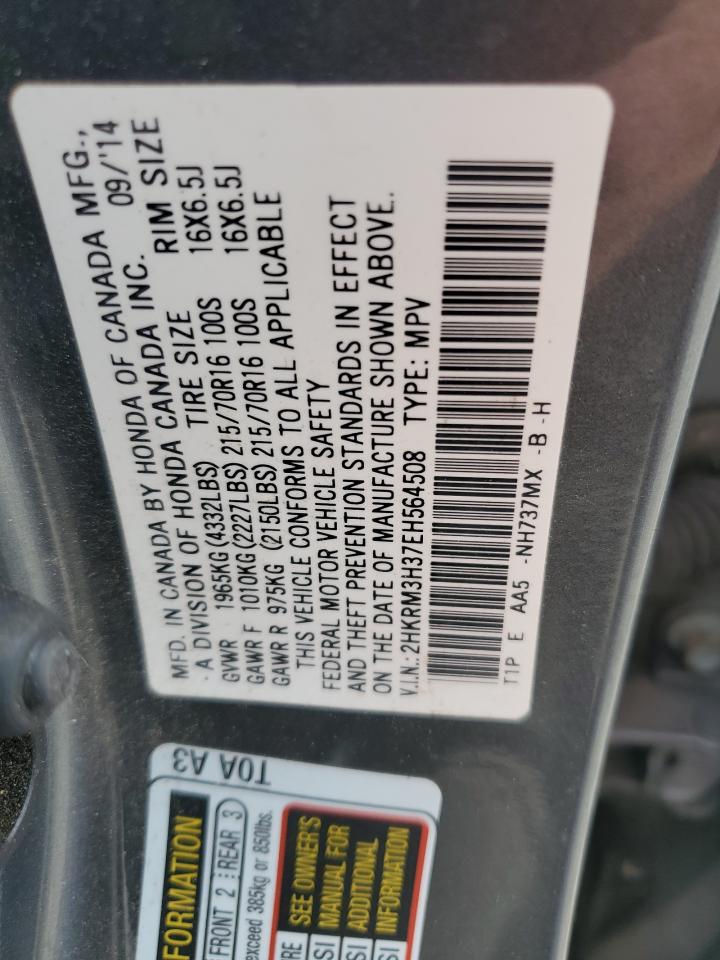 MFD. IN CANADA BY HONDA OF CANADA MFG.,
A DIVISION OF HONDA CANADA INC. 09/'14
TIRE SIZE RIM SIZE
GVWR 1965KG(4332LBS)
GAWR F 1010KG(2227LBS)215/70R16 100S 16X6.5J
GAWR R 975KG (2150LBS)215/70R16 100S 16X6.5J
THIS VEHICLE CONFORMS TO ALL APPLICABLE
FEDERAL MOTOR VEHICLE SAFETY
AND THEFT PREVENTION STANDARDS IN EFFECT
ON THE DATE OF MANUFACTURE SHOWN ABOVE.
V.I.N.:2HKRM3H37EH564508 TYPE: MPV
T1P E AA5 -NH737MX -B -H
T0A A3
FRONT 2 REAR 3
exceed 385kg or 850lbs.
SEE OWNER'S
MANUAL FOR
ADDITIONAL
INFORMATION